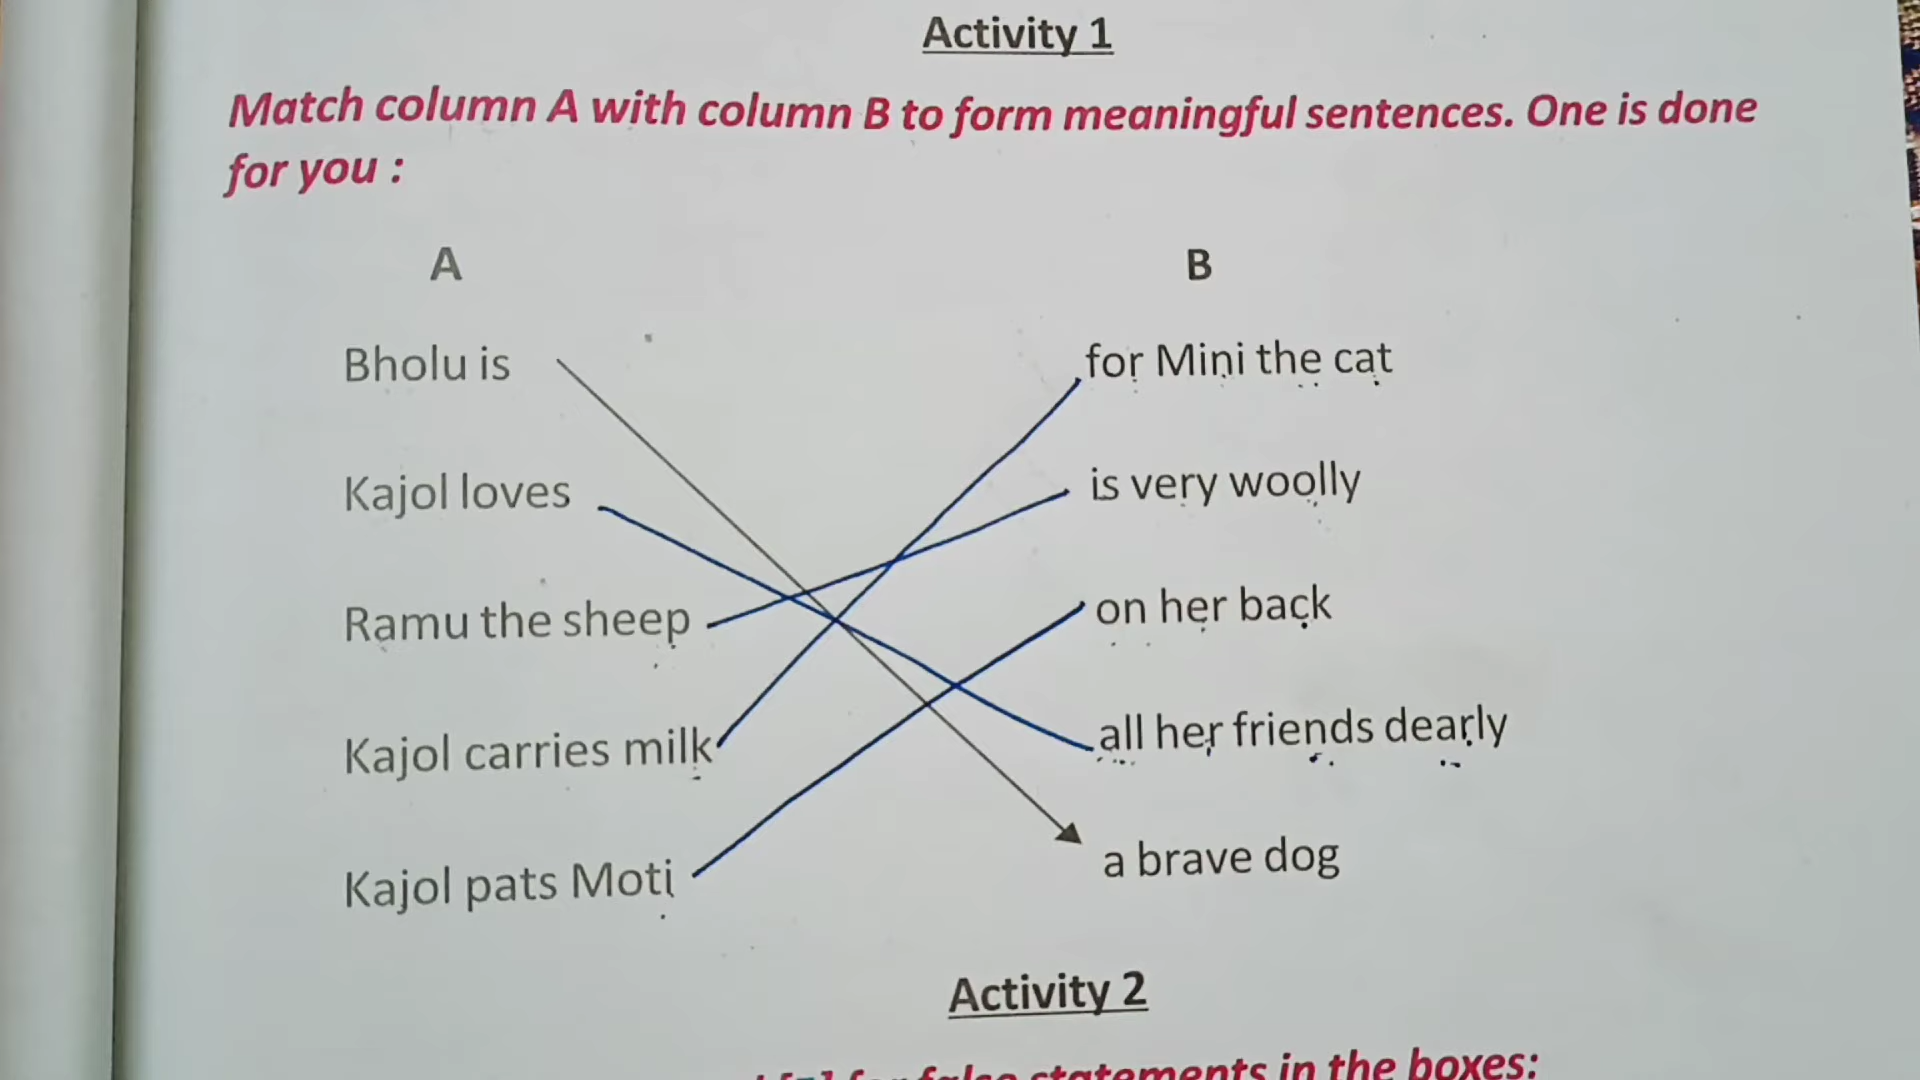 Activity 1
Match column A with column B to form meaningful sentences. One is done
for you :
A B
Bholu is for Mini the cat
Kajol loves is very woolly
Ramu the sheep on her back
Kajol carries milk all her friends dearly
Kajol pats Moti a brave dog
Activity 2
for false statements in the boxes: